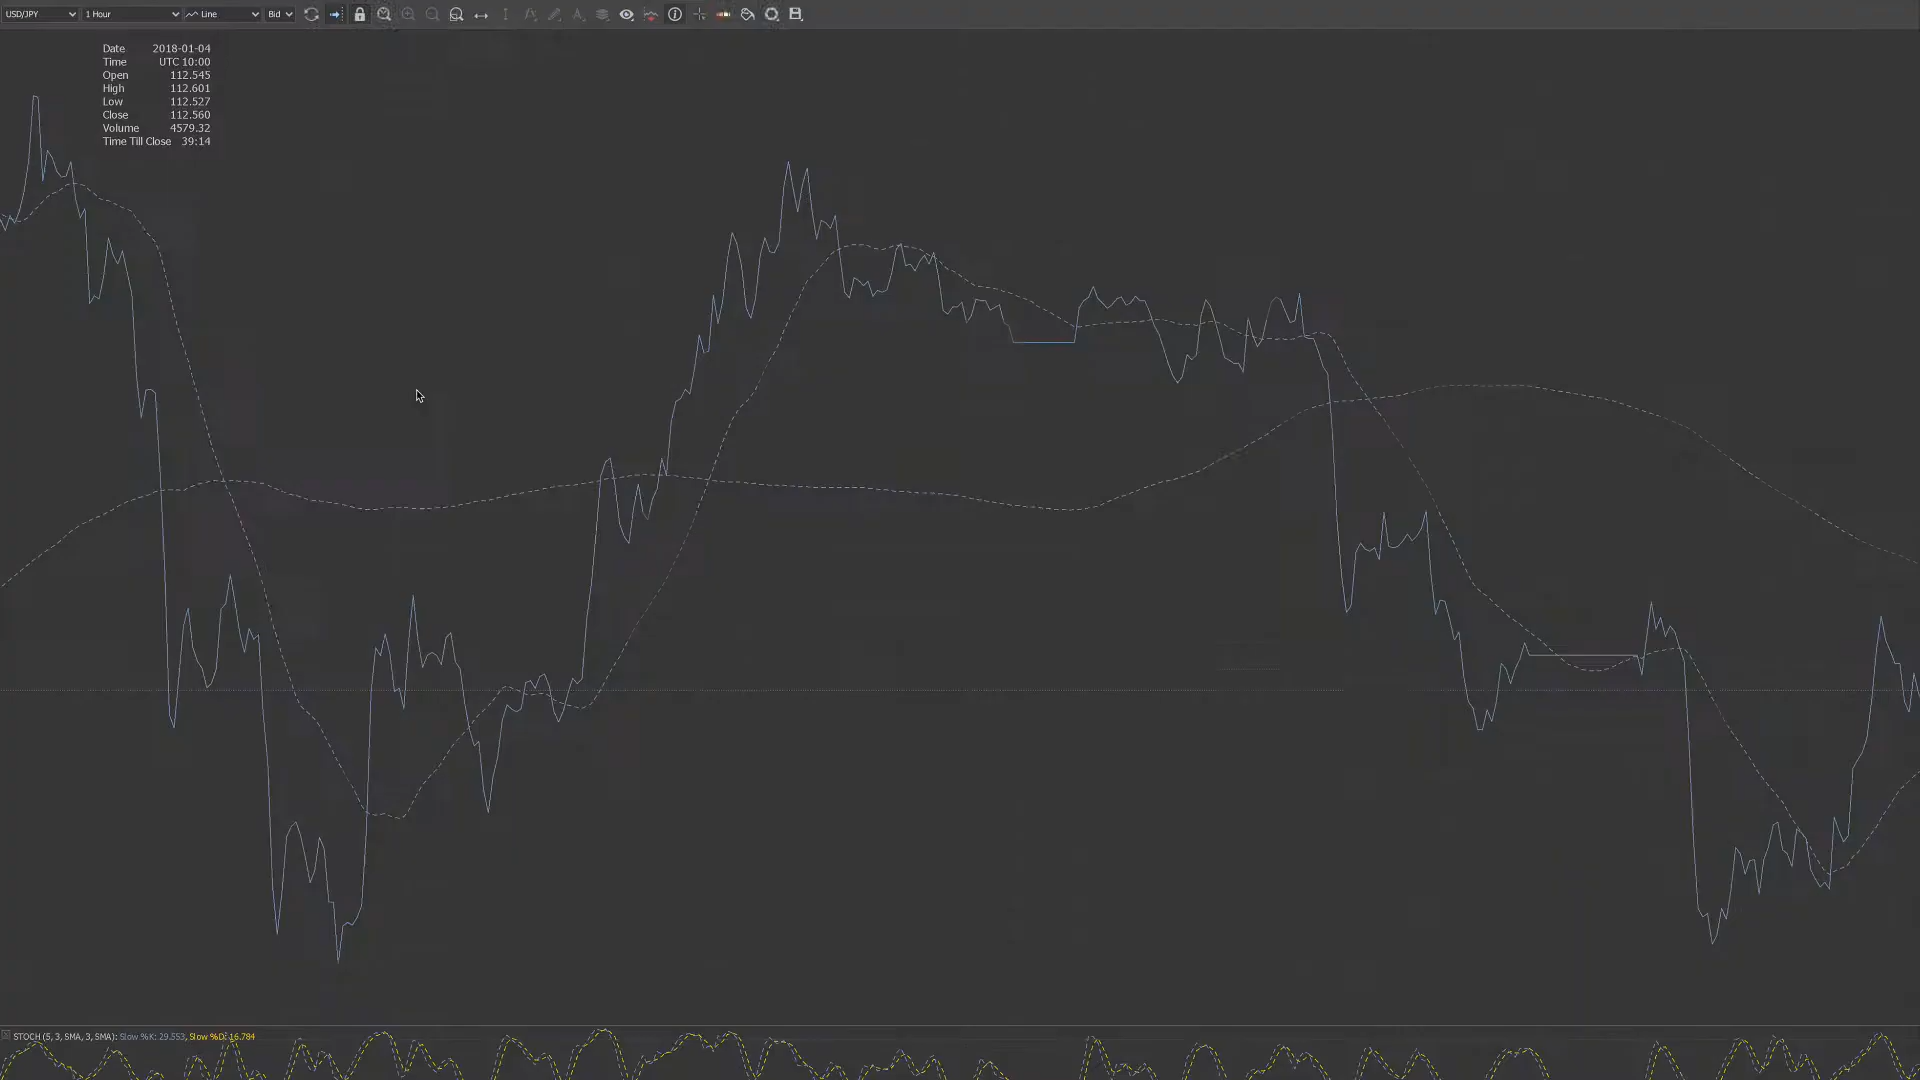 USD/JPY 1 Hour Line Bid
Date 2018-01-04
Time UTC 10:00
Open 112.545
High 112.601
Low 112.527
Close 112.560
Volume 4579.32
Time Till Close 39:14
STOCH (5, 3, SMA, 3, SMA): Slow %K: 29.553, Slow %D: 16.784